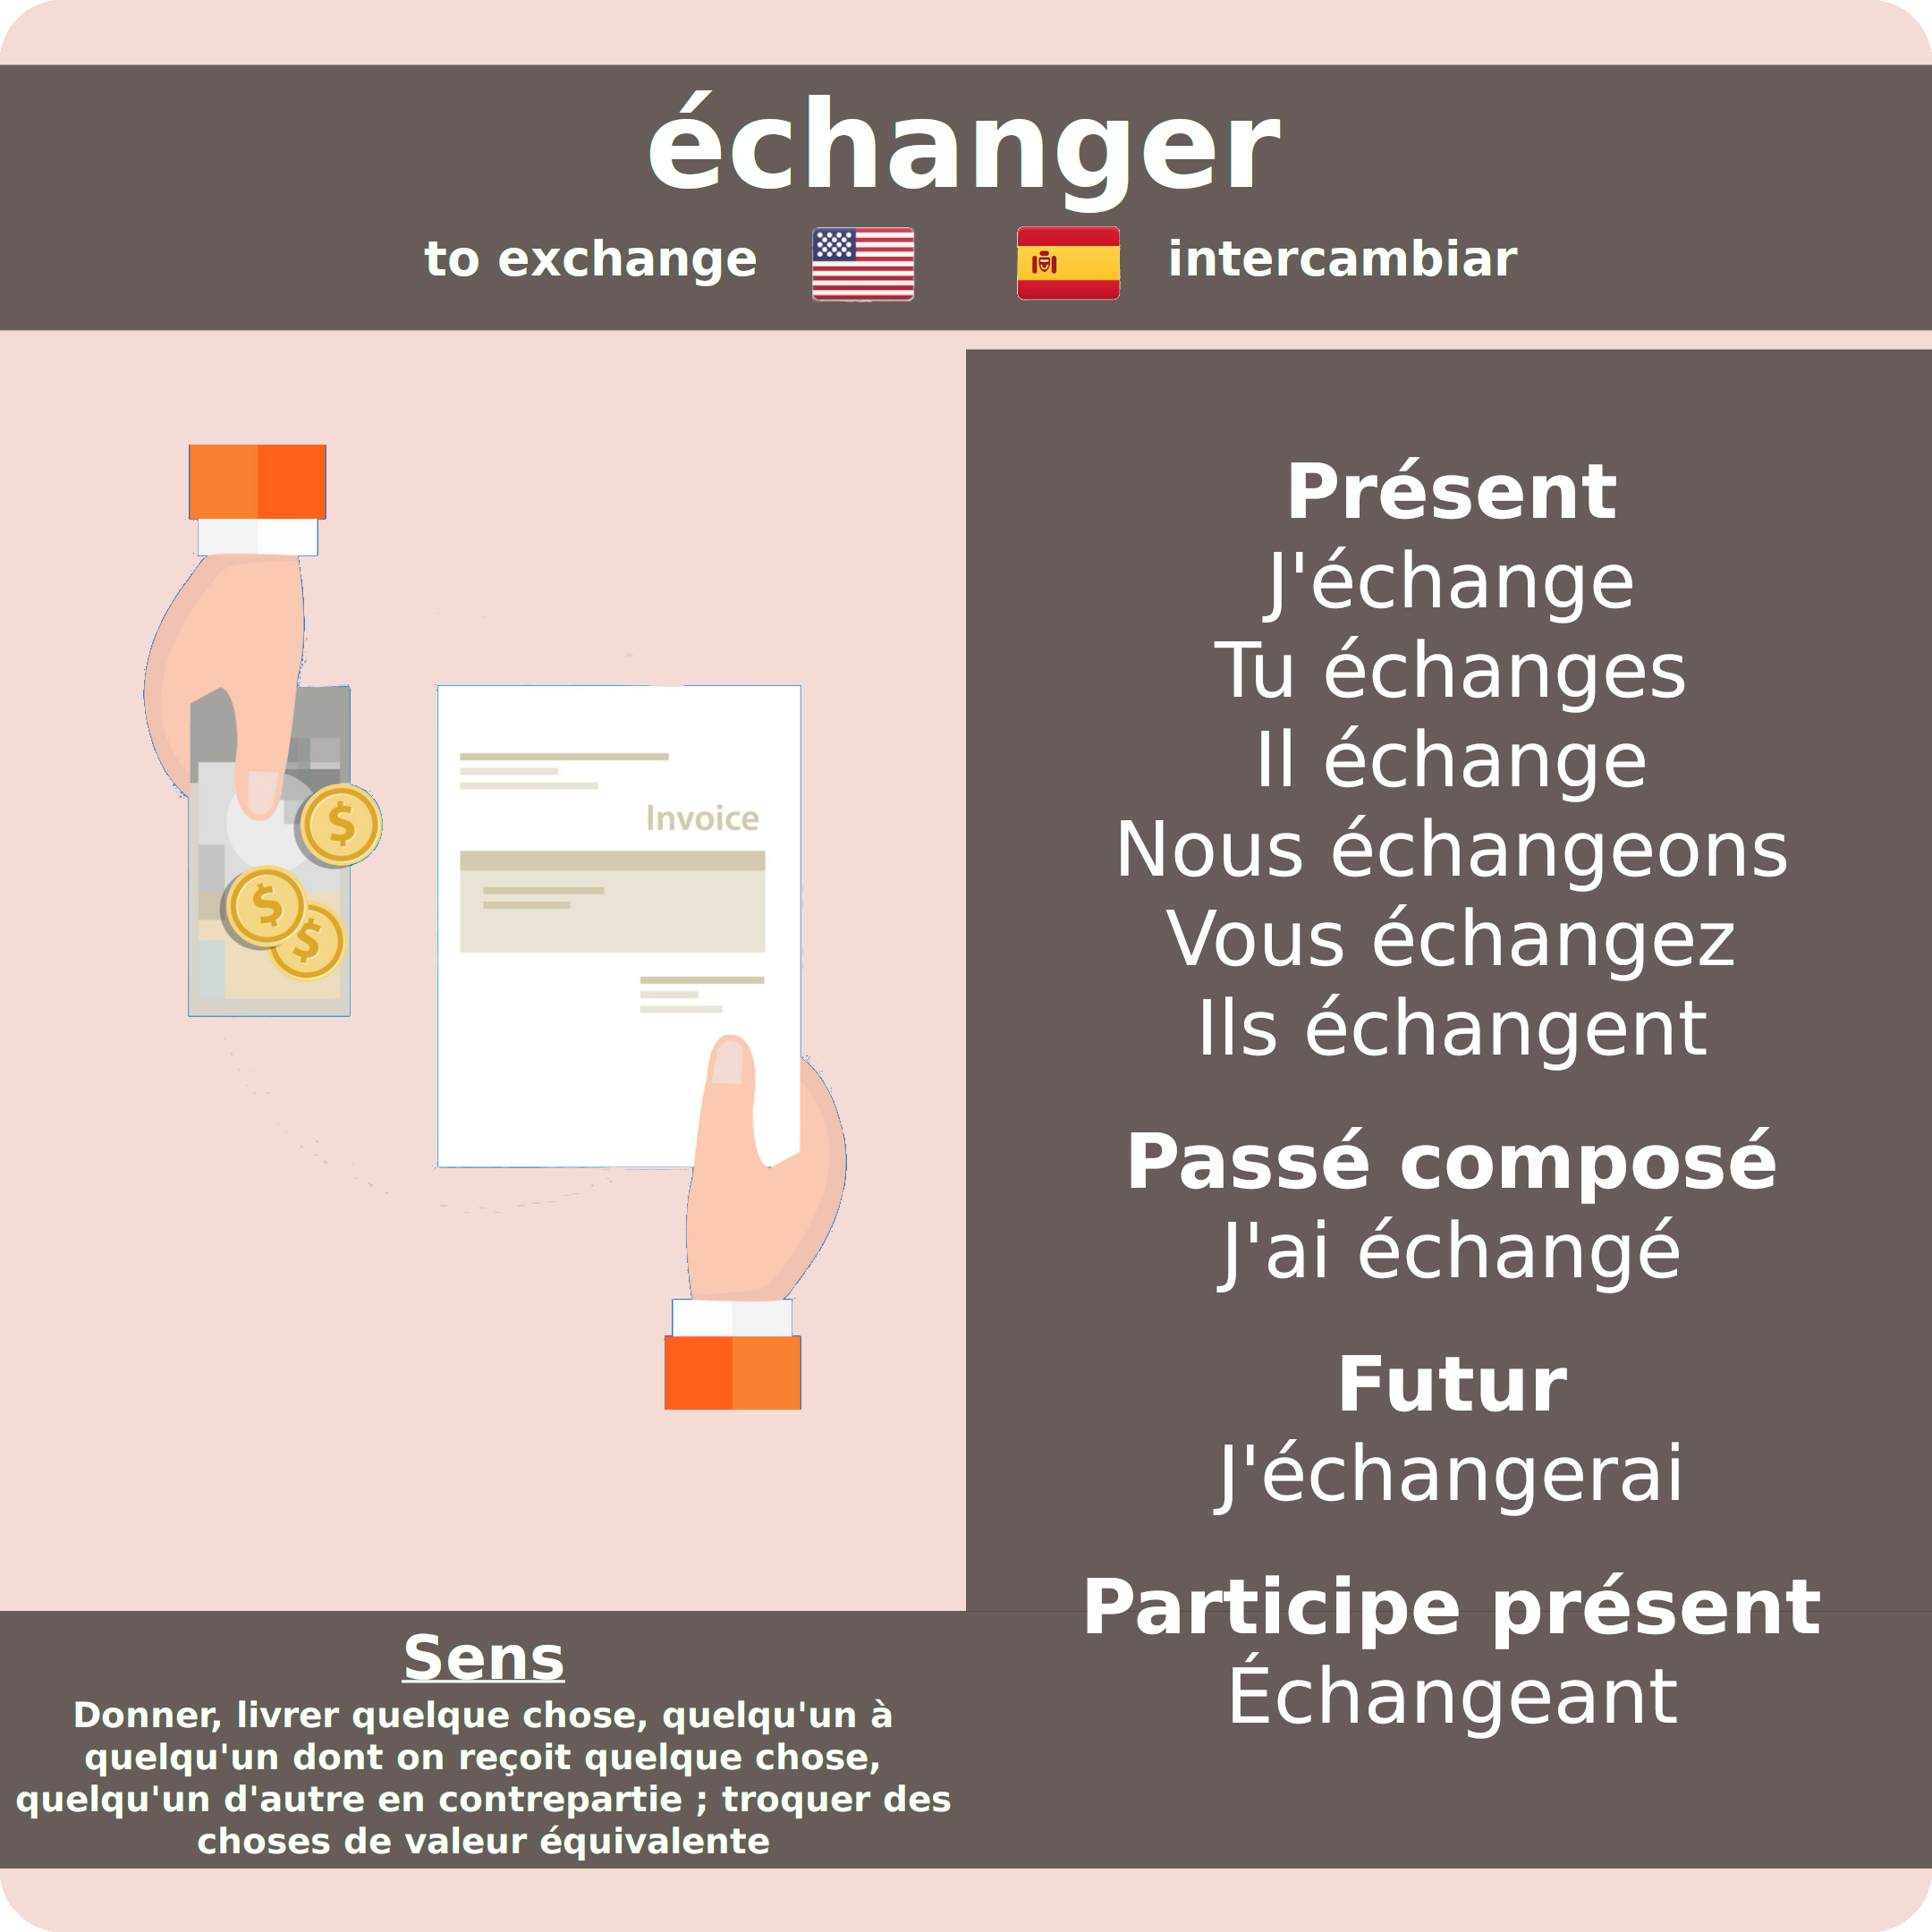 échanger
to exchange intercambiar
Invoice
$
$
$
Présent
J'échange
Tu échanges
Il échange
Nous échangeons
Vous échangez
Ils échangent
Passé composé
J'ai échangé
Futur
J'échangerai
Participe présent
Échangeant
Sens
Donner, livrer quelque chose, quelqu'un à
quelqu'un dont on reçoit quelque chose,
quelqu'un d'autre en contrepartie ; troquer des
choses de valeur équivalente